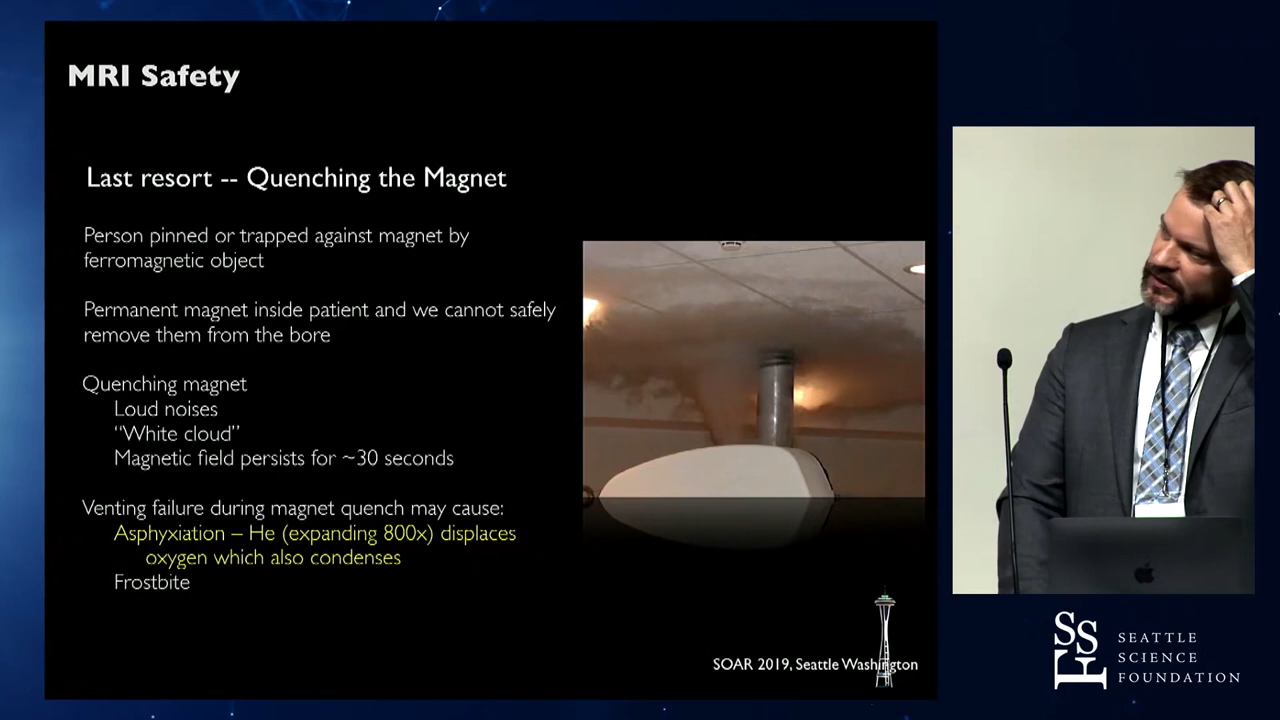 MRI Safety
Last resort -- Quenching the Magnet
Person pinned or trapped against magnet by
ferromagnetic object
Permanent magnet inside patient and we cannot safely
remove them from the bore
Quenching magnet
Loud noises
“White cloud”
Magnetic field persists for ~30 seconds
Venting failure during magnet quench may cause:
Asphyxiation – He (expanding 800x) displaces
oxygen which also condenses
Frostbite
SOAR 2019, Seattle Washington
SSF
SEATTLE
SCIENCE
FOUNDATION